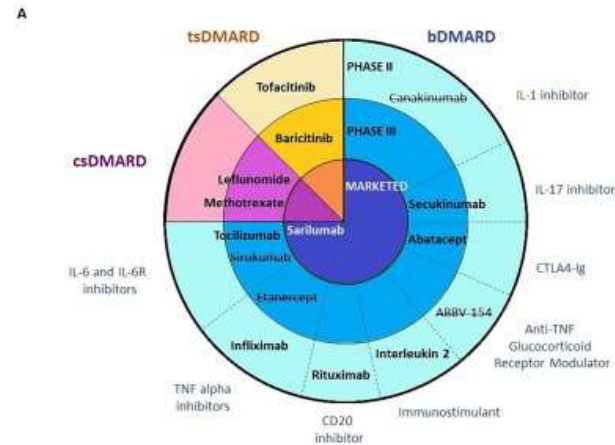 A
tsDMARD
bDMARD
PHASE II
Tofacitinib
Canakinumab
IL-1 inhibitor
PHASE III
Baricitinib
csDMARD
Leflunomide
MARKETED
IL-17 inhibitor
Methotrexate
Secukinumab
Sarilumab
Tocilizumab
Abatacept
Sirukumab
IL-6 and IL-6R
inhibitors
CTLA4-Ig
Etanercept
ABBV-154
Anti-TNF
Glucocorticoid
Receptor Modulator
Infliximab
Interleukin 2
Rituximab
TNF alpha
inhibitors
CD20
inhibitor
Immunostimulant